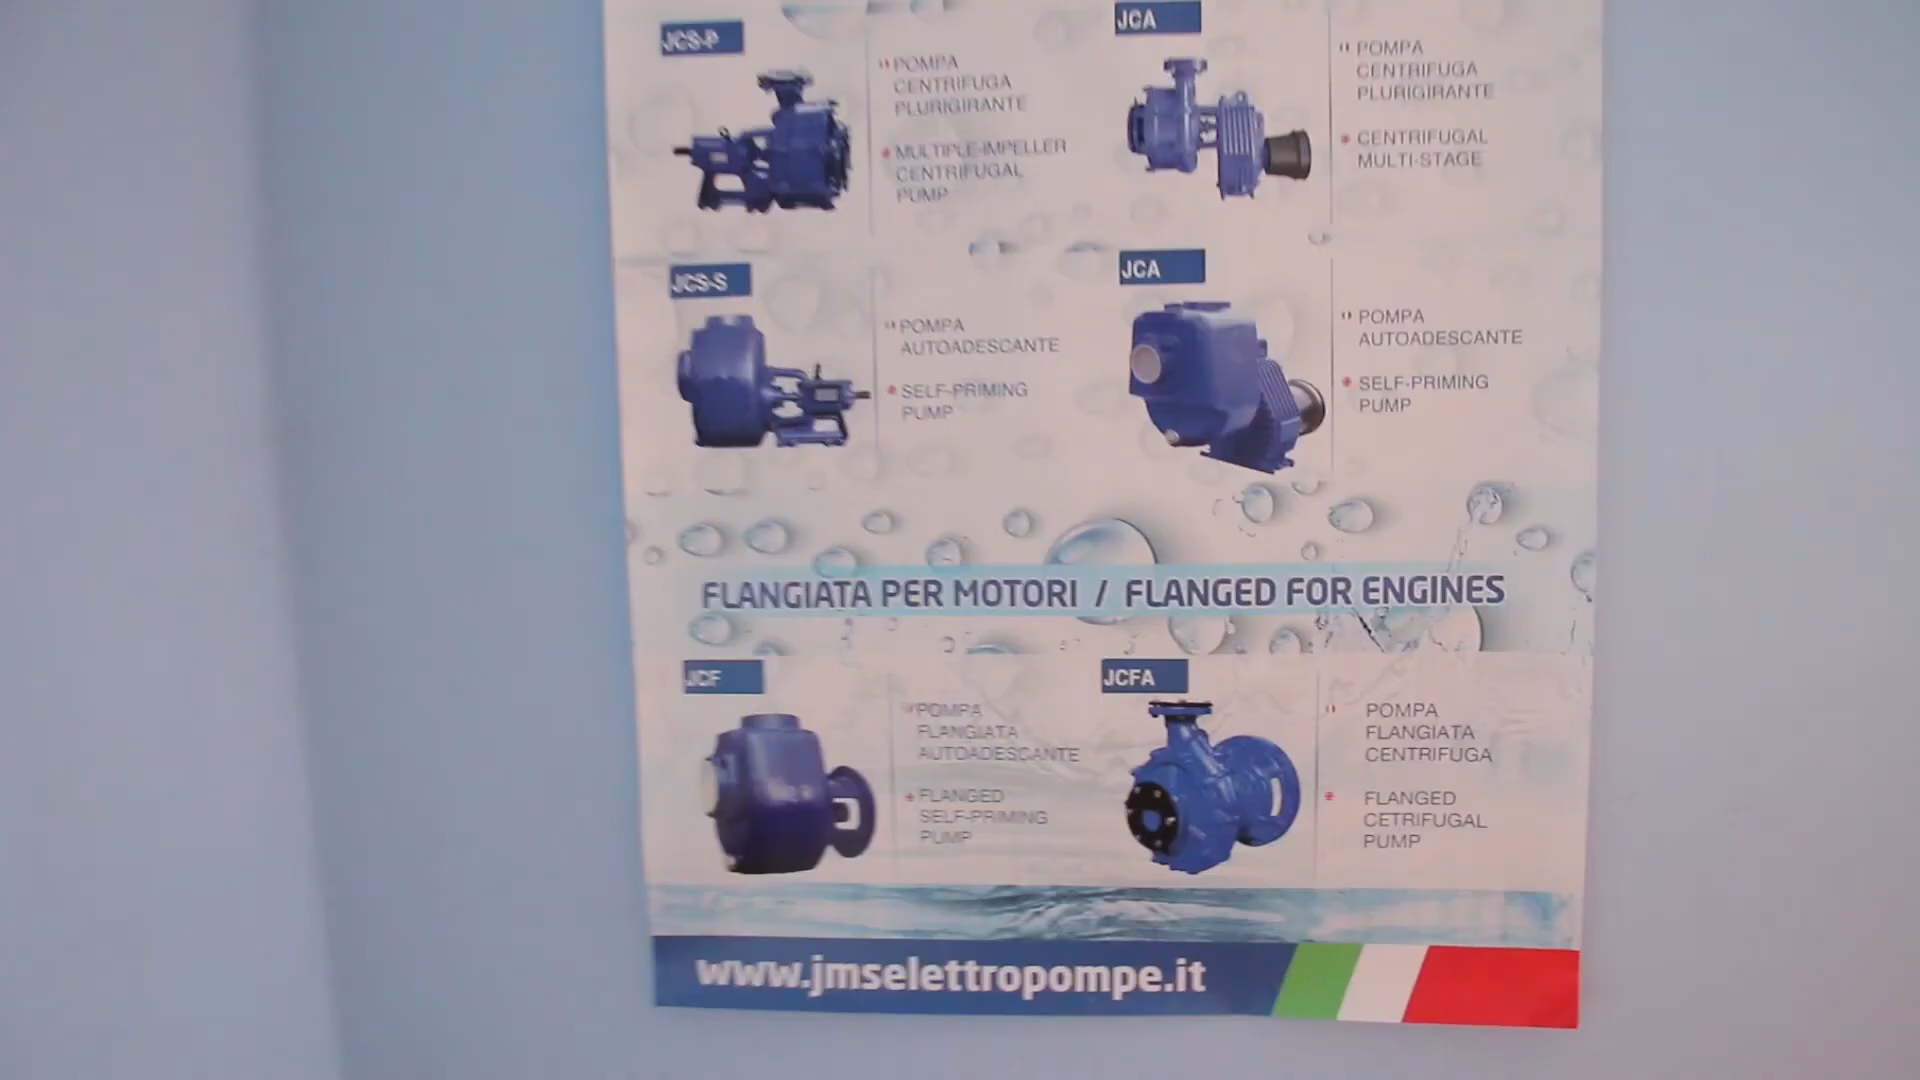 JCS-P
POMPA
CENTRIFUGA
PLURIGIRANTE
MULTIPLE-IMPELLER
CENTRIFUGAL
PUMP
JCA
POMPA
CENTRIFUGA
PLURIGIRANTE
CENTRIFUGAL
MULTI-STAGE
JCS-S
POMPA
AUTOADESCANTE
SELF-PRIMING
PUMP
JCA
POMPA
AUTOADESCANTE
SELF-PRIMING
PUMP
FLANGIATA PER MOTORI / FLANGED FOR ENGINES
JCF
POMPA
FLANGIATA
AUTOADESCANTE
FLANGED
SELF-PRIMING
PUMP
JCFA
POMPA
FLANGIATA
CENTRIFUGA
FLANGED
CETRIFUGAL
PUMP
www.jmselettropompe.it